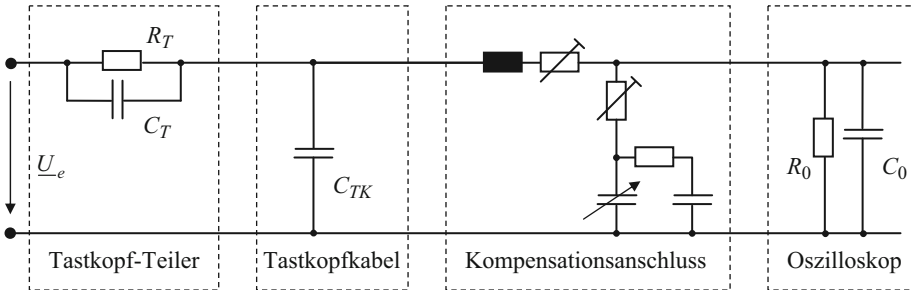 R_T
C_T
U_e
C_TK
R_0
C_0
Tastkopf-Teiler
Tastkopfkabel
Kompensationsanschluss
Oszilloskop